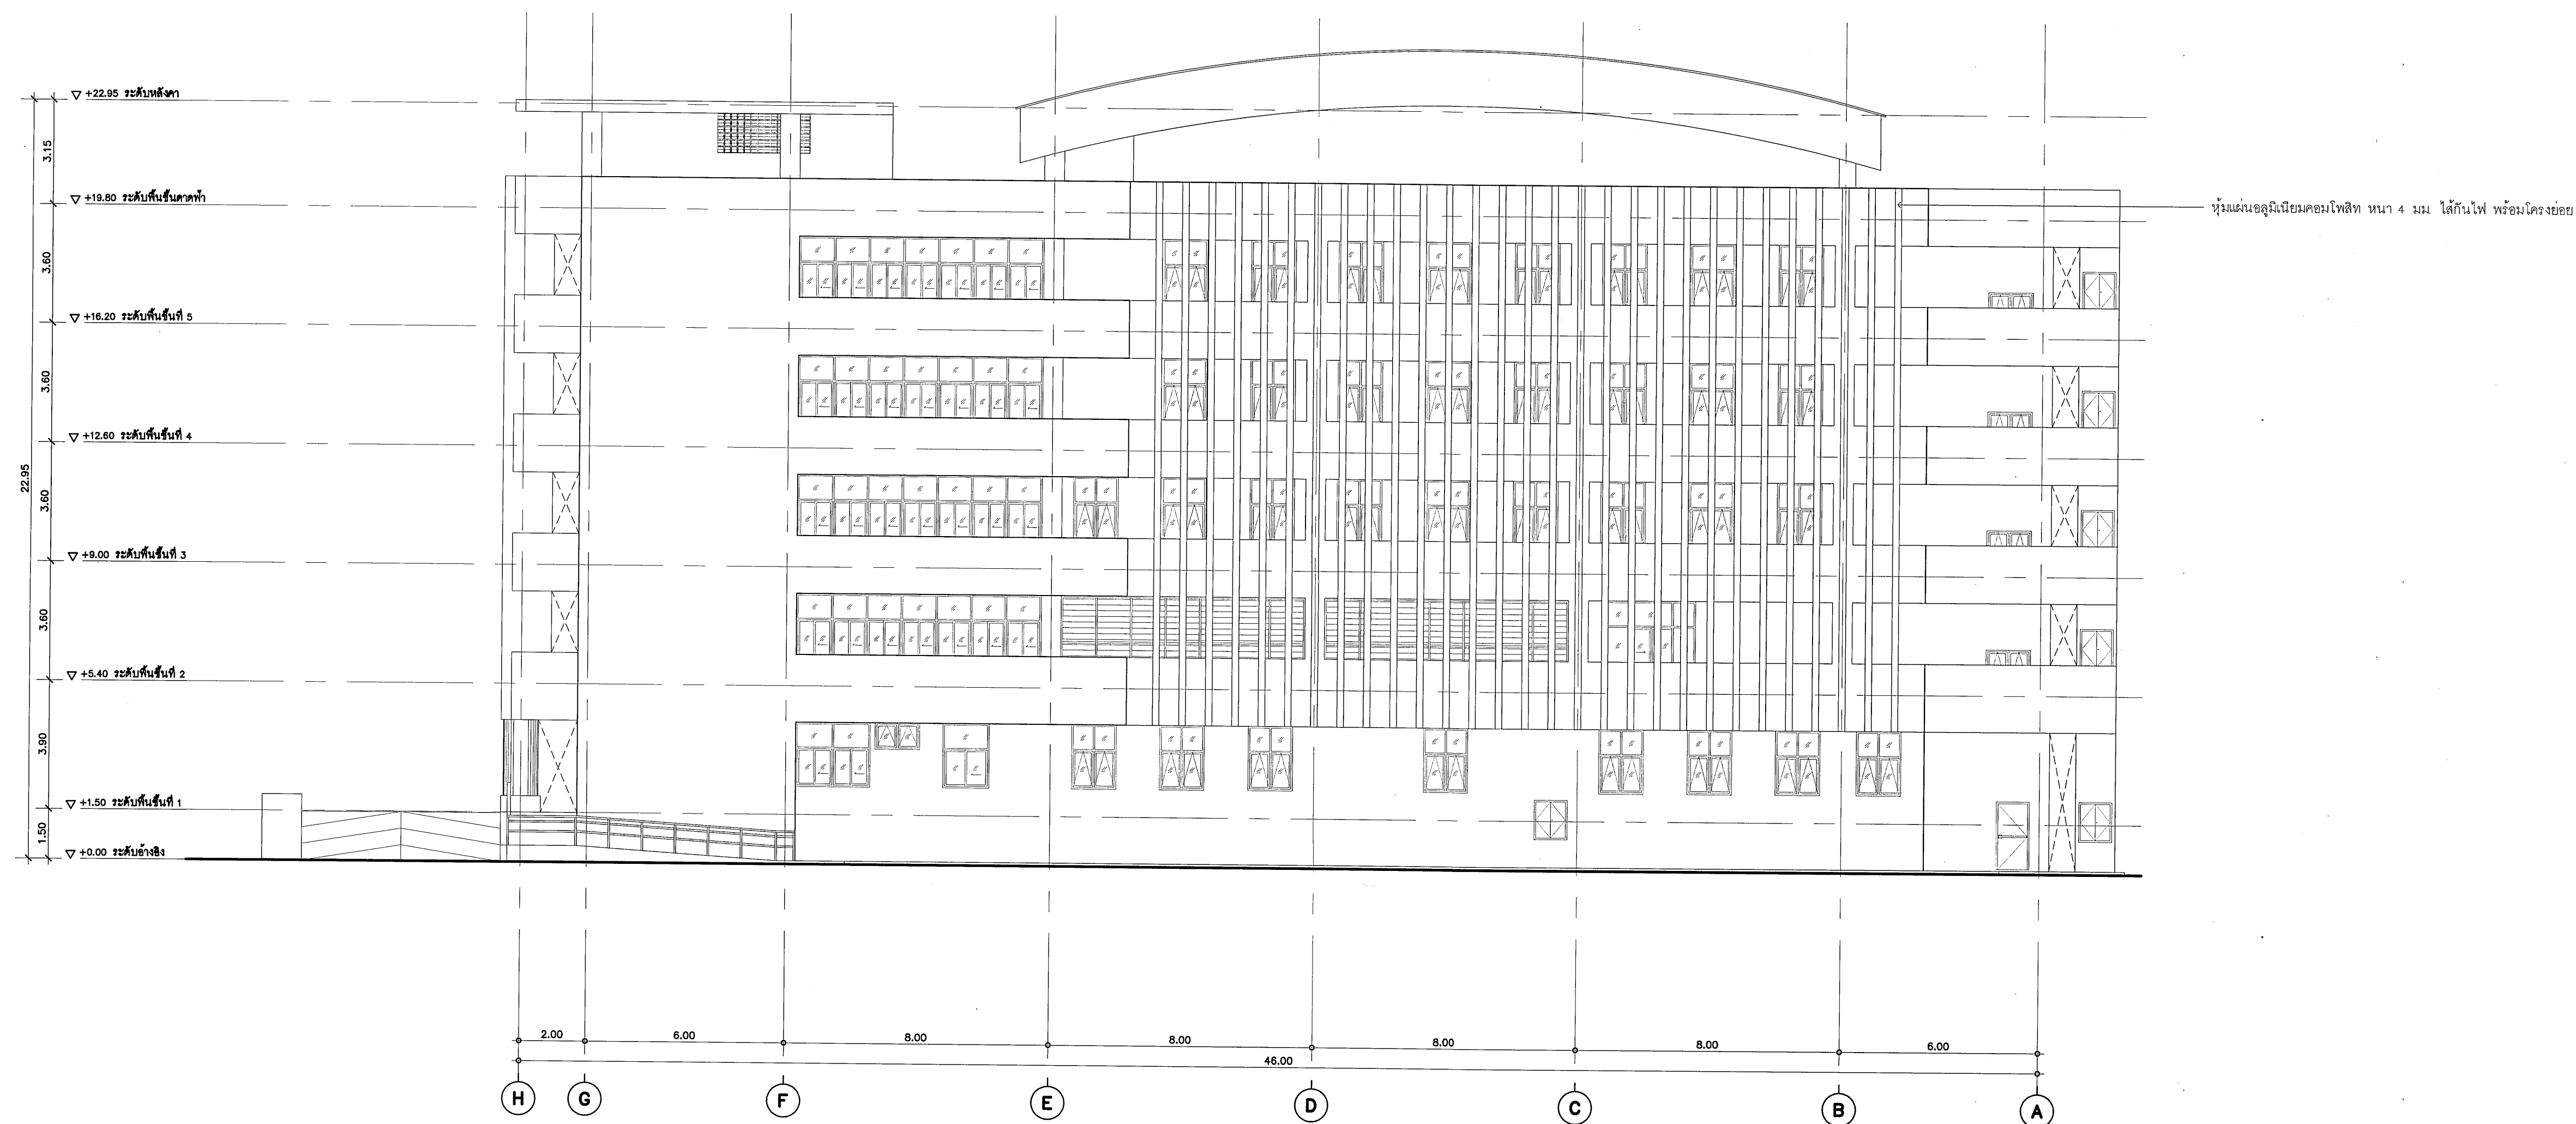 +22.95 ระดับหลังคา
3.15
+19.80 ระดับพื้นชั้นดาดฟ้า
หุ้มแผ่นอลูมิเนียมคอมโพสิท หนา 4 มม. ไส้กันไฟ พร้อมโครงย่อย
3.60
+16.20 ระดับพื้นชั้นที่ 5
3.60
+12.60 ระดับพื้นชั้นที่ 4
22.95
3.60
+9.00 ระดับพื้นชั้นที่ 3
3.60
+5.40 ระดับพื้นชั้นที่ 2
3.90
+1.50 ระดับพื้นชั้นที่ 1
1.50
+0.00 ระดับอ้างอิง
2.00 6.00 8.00 8.00 8.00 8.00 6.00
46.00
H G F E D C B A